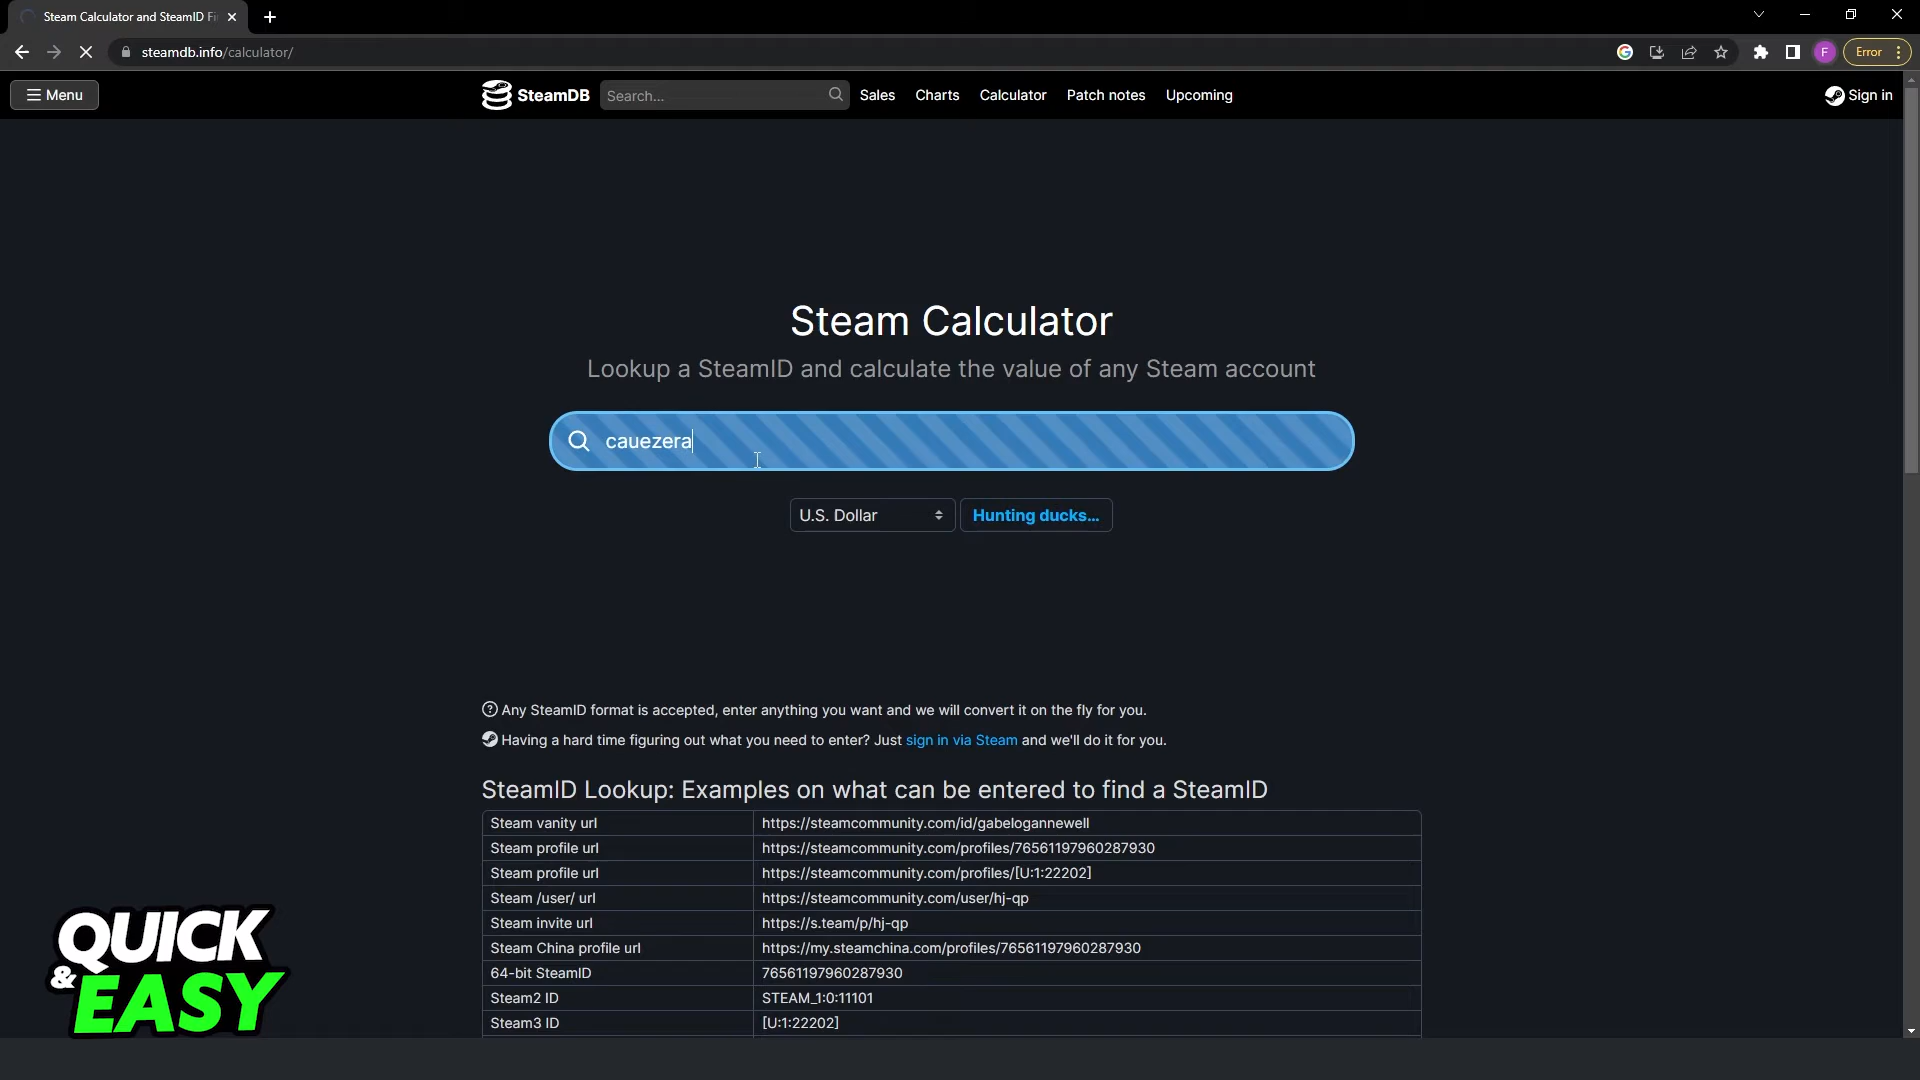 Steam Calculator and SteamID Fi
steamdb.info/calculator/
F
Error
Menu
SteamDB
Search...
Sales
Charts
Calculator
Patch notes
Upcoming
Sign in
Steam Calculator
Lookup a SteamID and calculate the value of any Steam account
cauezera
U.S. Dollar
Hunting ducks…
Any SteamID format is accepted, enter anything you want and we will convert it on the fly for you.
Having a hard time figuring out what you need to enter? Just sign in via Steam and we'll do it for you.
SteamID Lookup: Examples on what can be entered to find a SteamID
Steam vanity url https://steamcommunity.com/id/gabelogannewell
Steam profile url https://steamcommunity.com/profiles/76561197960287930
Steam profile url https://steamcommunity.com/profiles/[U:1:22202]
Steam /user/ url https://steamcommunity.com/user/hj-qp
Steam invite url https://s.team/p/hj-qp
Steam China profile url https://my.steamchina.com/profiles/76561197960287930
64-bit SteamID 76561197960287930
Steam2 ID STEAM_1:0:11101
Steam3 ID [U:1:22202]
QUICK
& EASY